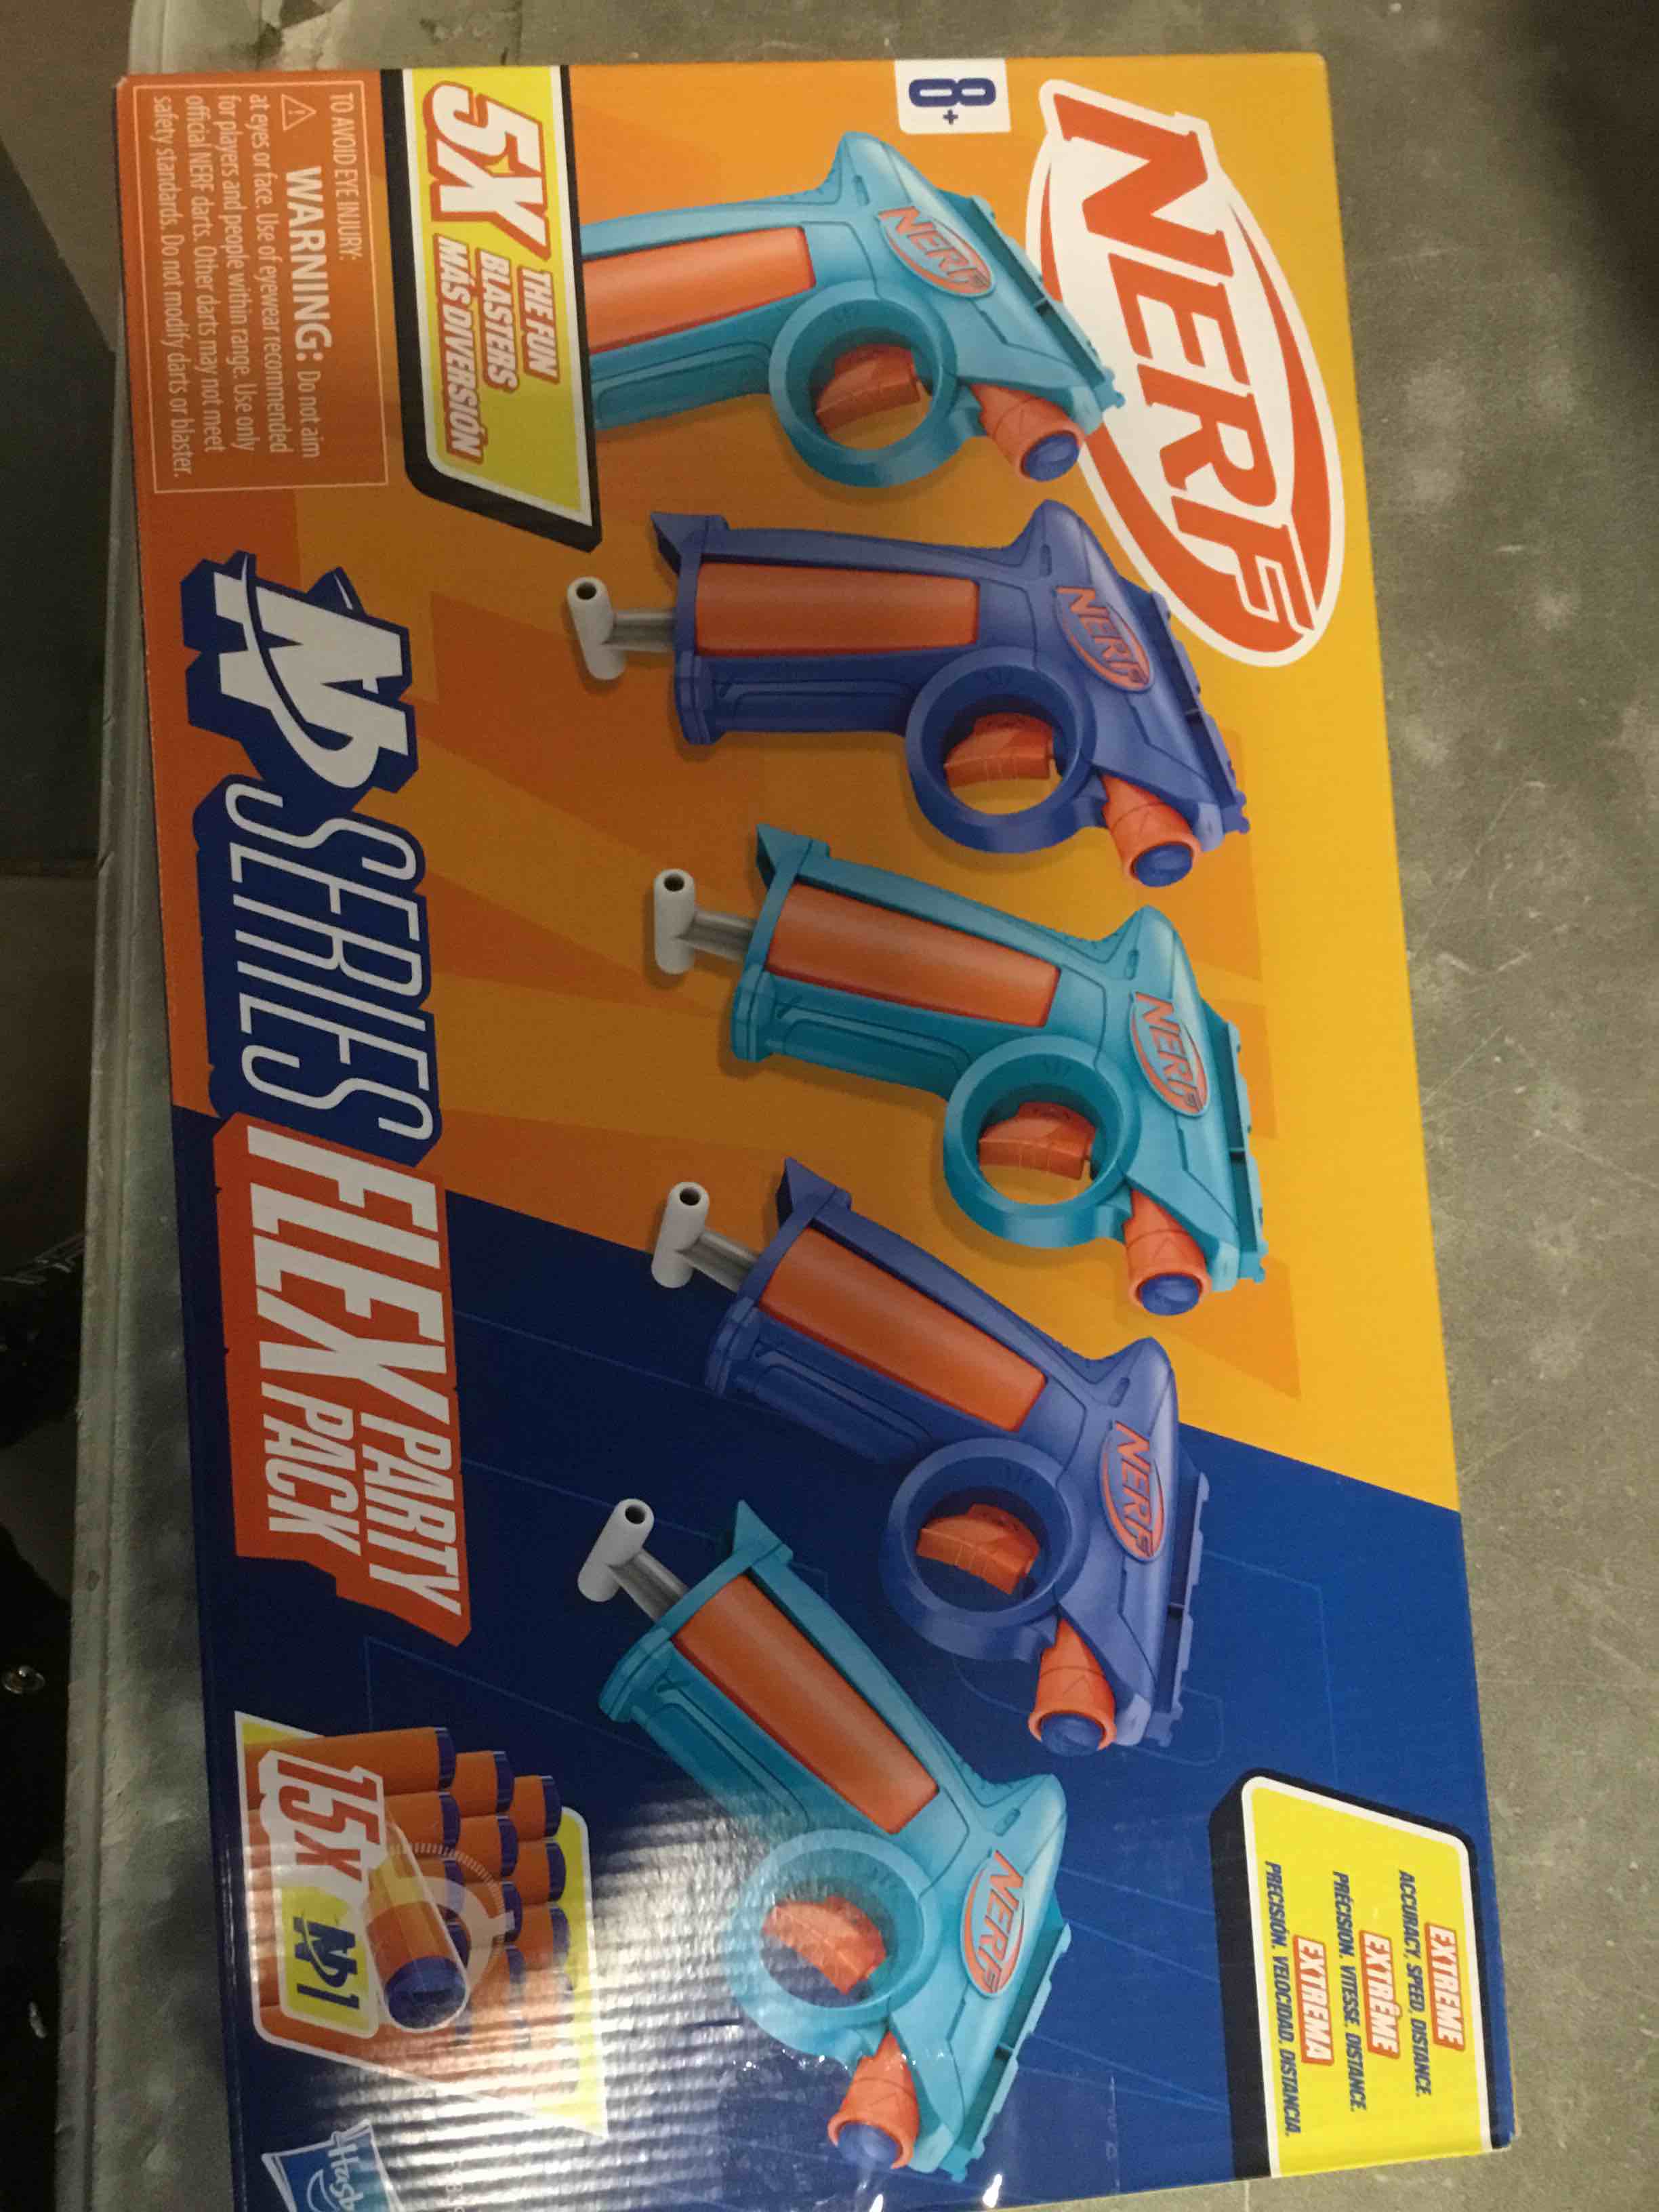 NERF
8+
NERF
NERF
NERF
NERF
NERF
EXTREME
ACCURACY. SPEED. DISTANCE.
EXTRÊME
PRÉCISION. VITESSE. DISTANCE.
EXTREMA
PRECISIÓN. VELOCIDAD. DISTANCIA.
5X THE FUN
BLASTERS
MÁS DIVERSIÓN
TO AVOID EYE INJURY:
WARNING: Do not aim
at eyes or face. Use of eyewear recommended
for players and people within range. Use only
official NERF darts. Other darts may not meet
safety standards. Do not modify darts or blaster.
N SERIES FLEX PARTY
PACK
15X N1